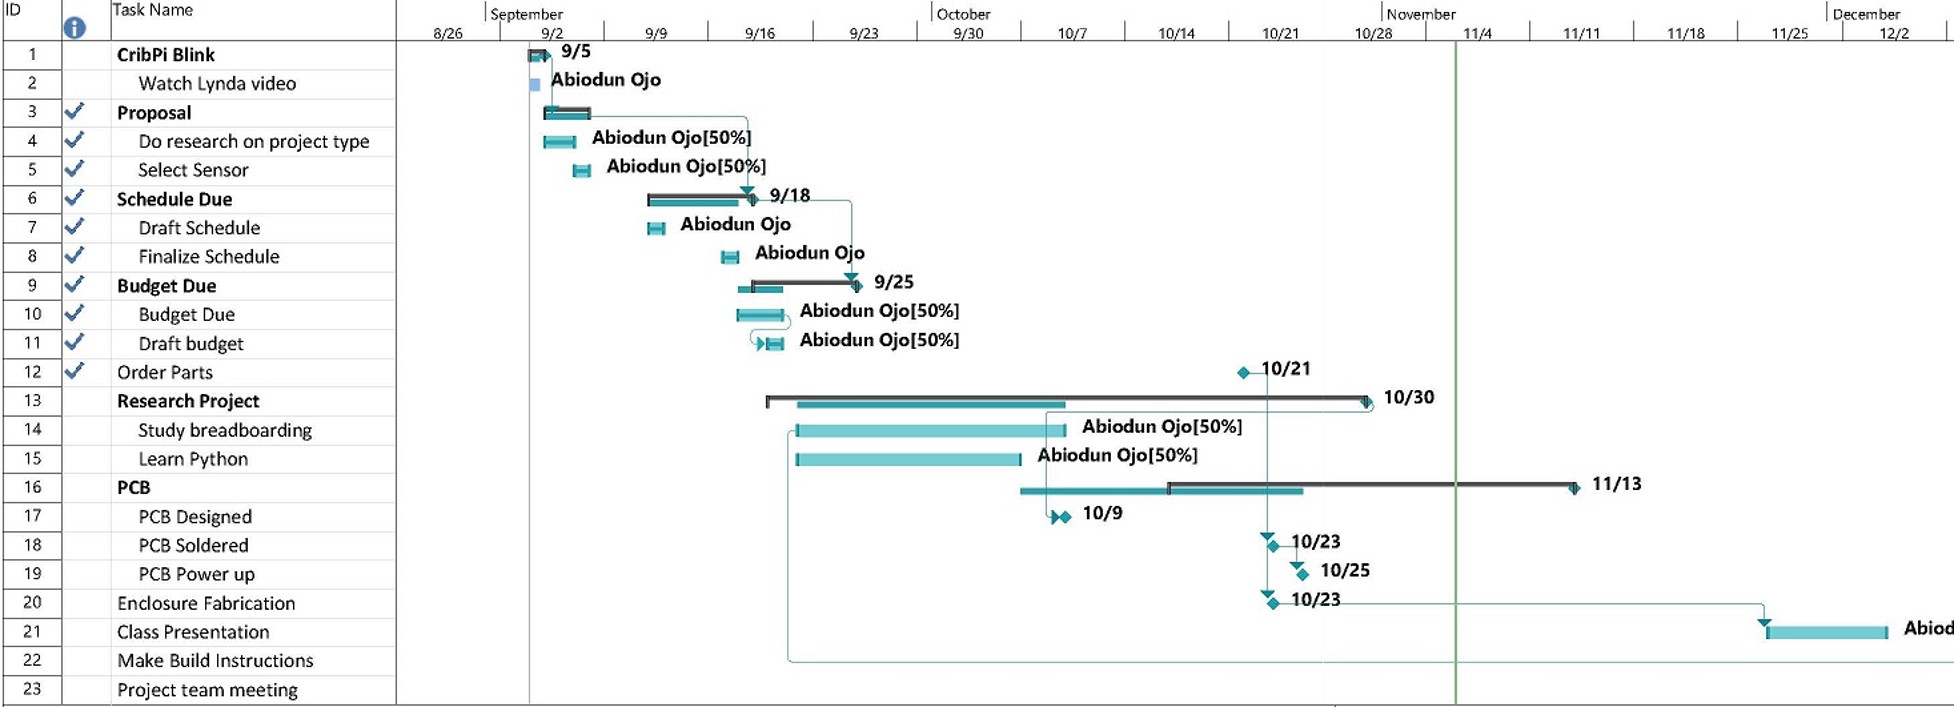 ID Task Name September October November December
8/26 9/2 9/9 9/16 9/23 9/30 10/7 10/14 10/21 10/28 11/4 11/11 11/18 11/25 12/2
1 CribPi Blink 9/5
2 Watch Lynda video Abiodun Ojo
3 Proposal
4 Do research on project type Abiodun Ojo[50%]
5 Select Sensor Abiodun Ojo[50%]
6 Schedule Due 9/18
7 Draft Schedule Abiodun Ojo
8 Finalize Schedule Abiodun Ojo
9 Budget Due 9/25
10 Budget Due Abiodun Ojo[50%]
11 Draft budget Abiodun Ojo[50%]
12 Order Parts 10/21
13 Research Project 10/30
14 Study breadboarding Abiodun Ojo[50%]
15 Learn Python Abiodun Ojo[50%]
16 PCB 11/13
17 PCB Designed 10/9
18 PCB Soldered 10/23
19 PCB Power up 10/25
20 Enclosure Fabrication 10/23
21 Class Presentation Abiod
22 Make Build Instructions
23 Project team meeting